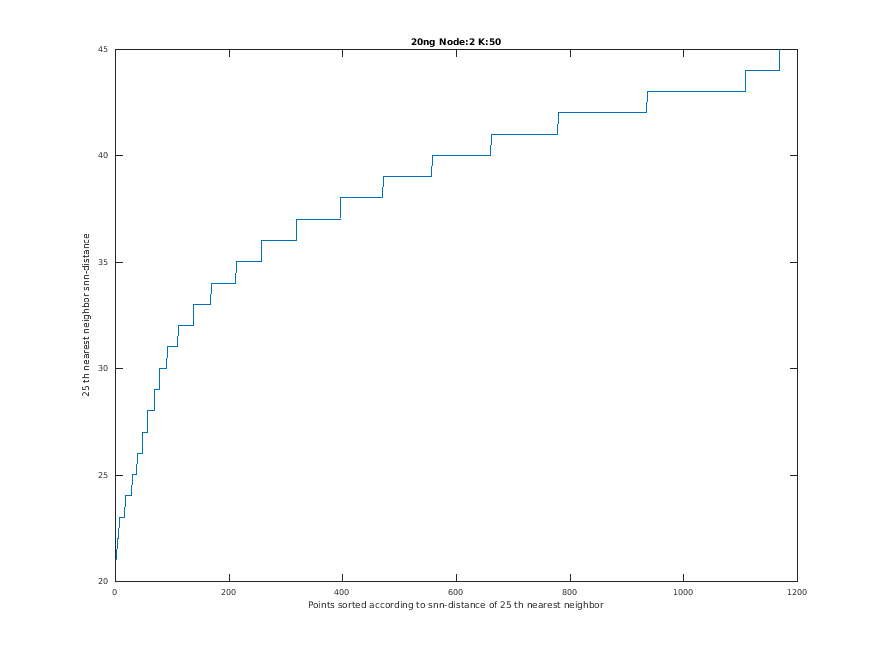 20ng Node:2 K:50
45
40
35
30
25
20
25 th nearest neighbor snn-distance
0 200 400 600 800 1000 1200
Points sorted according to snn-distance of 25 th nearest neighbor